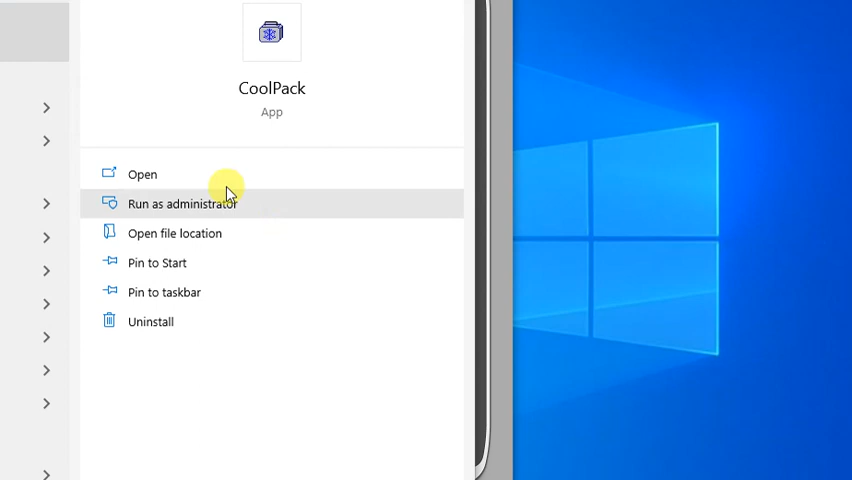 CoolPack
App
Open
Run as administrator
Open file location
Pin to Start
Pin to taskbar
Uninstall